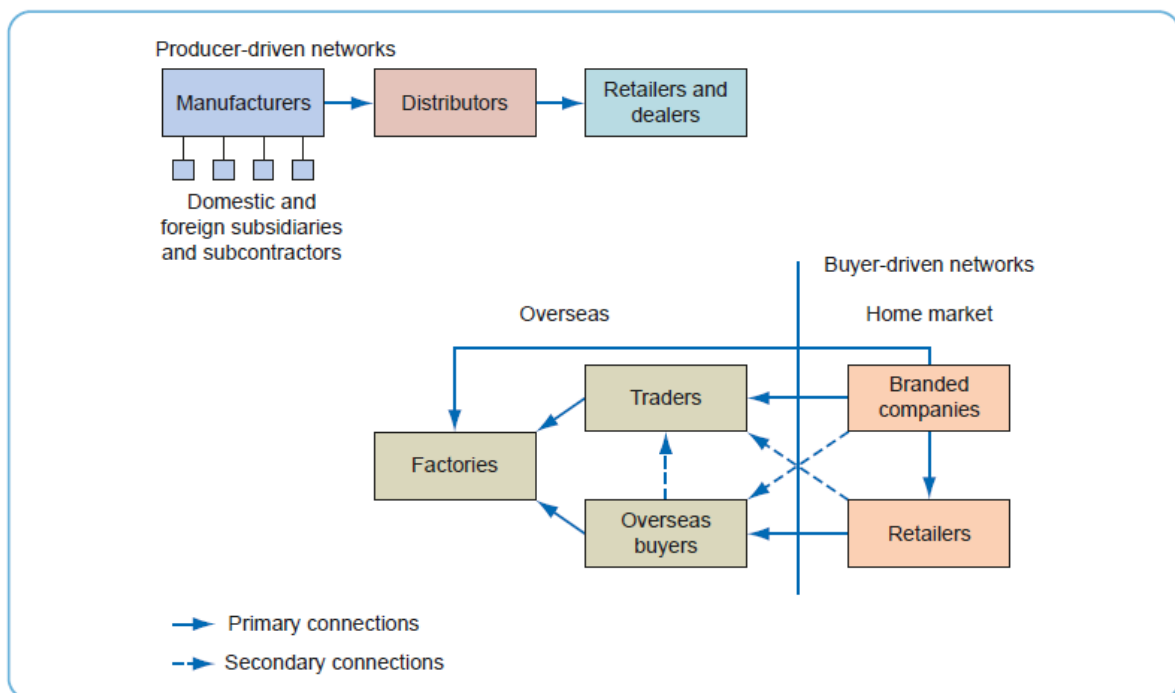 Producer-driven networks
Manufacturers
Distributors
Retailers and
dealers
Domestic and
foreign subsidiaries
and subcontractors
Buyer-driven networks
Overseas
Home market
Traders
Branded
companies
Factories
Overseas
buyers
Retailers
Primary connections
Secondary connections